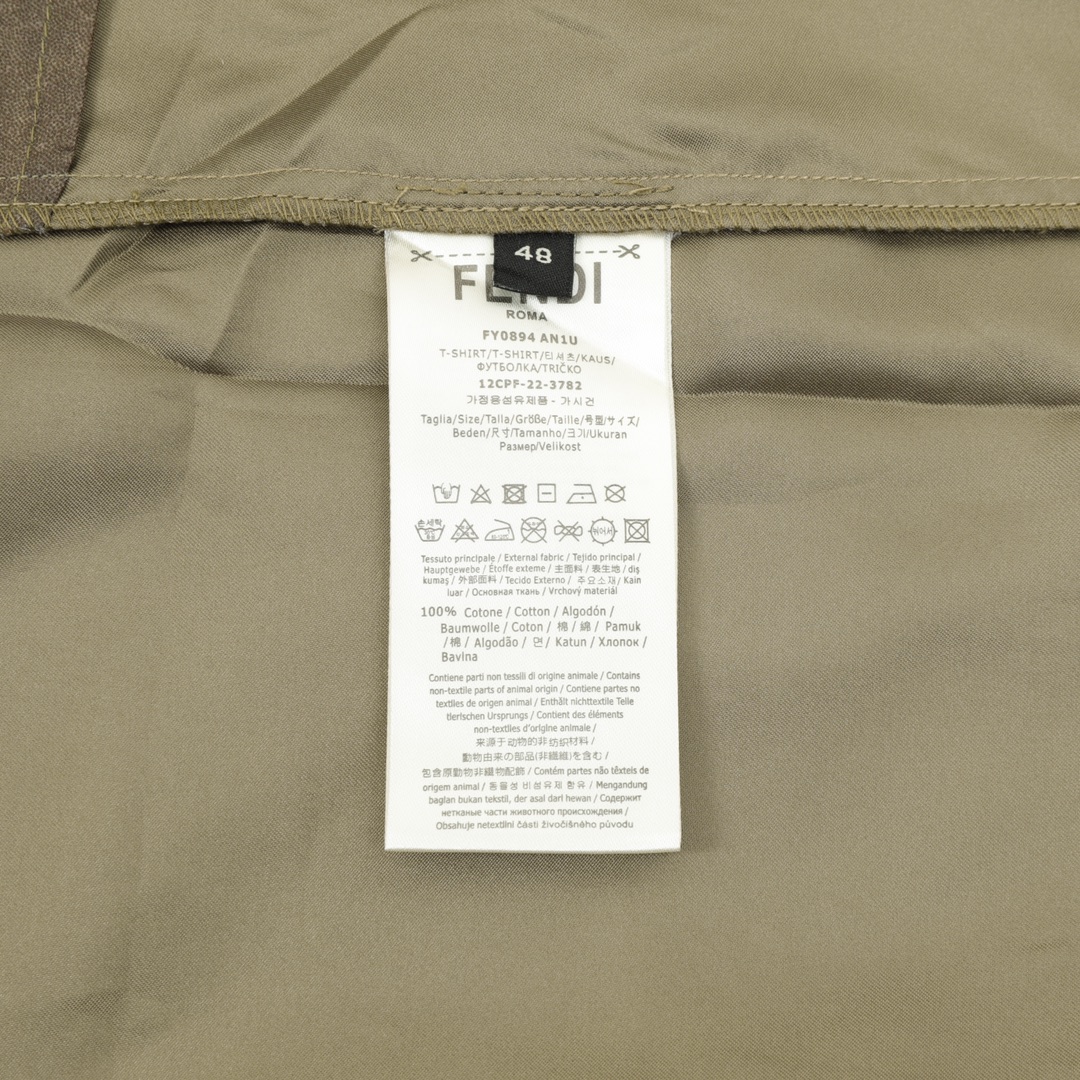 48
FENDI
ROMA
FY0894 AN1U
T-SHIRT/T-SHIRT/티셔츠/KAUS/
ФУТБОЛКА/TRIČKO
12CPF-22-3782
가정용섬유제품 - 가시건
Taglia/Size/Talla/Größe/Taille/号型/サイズ/
Beden/尺寸/Tamanho/크기/Ukuran
Размер/Velikost
손세탁
Tessuto principale / External fabric / Tejido principal /
Hauptgewebe / Étoffe externe / 主面料 / 表生地 / diş
kumaş / 外部面料 / Tecido Externo / 주요소재/ Kain
luar / Основная ткань / Vrchový materiál
100% Cotone / Cotton / Algodón /
Baumwolle / Coton / 棉 / 綿 / Pamuk
/ 棉 / Algodão / 면 / Katun / Хлопок /
Bavlna
Contiene parti non tessili di origine animale / Contains
non-textile parts of animal origin / Contiene partes no
textiles de origen animal / Enthält nichttextile Teile
tierischen Ursprungs / Contient des éléments
non-textiles d'origine animale /
来源于动物的非纺织材料 /
動物由来の部品(非繊維)を含む /
包含原動物非織物配飾 / Contém partes não têxteis de
origem animal / 동물성 비섬유제 함유 / Mengandung
bagian bukan tekstil, der asal dari hewan / Содержит
нетканые части животного происхождения /
Obsahuje netextilní části živočišného původu